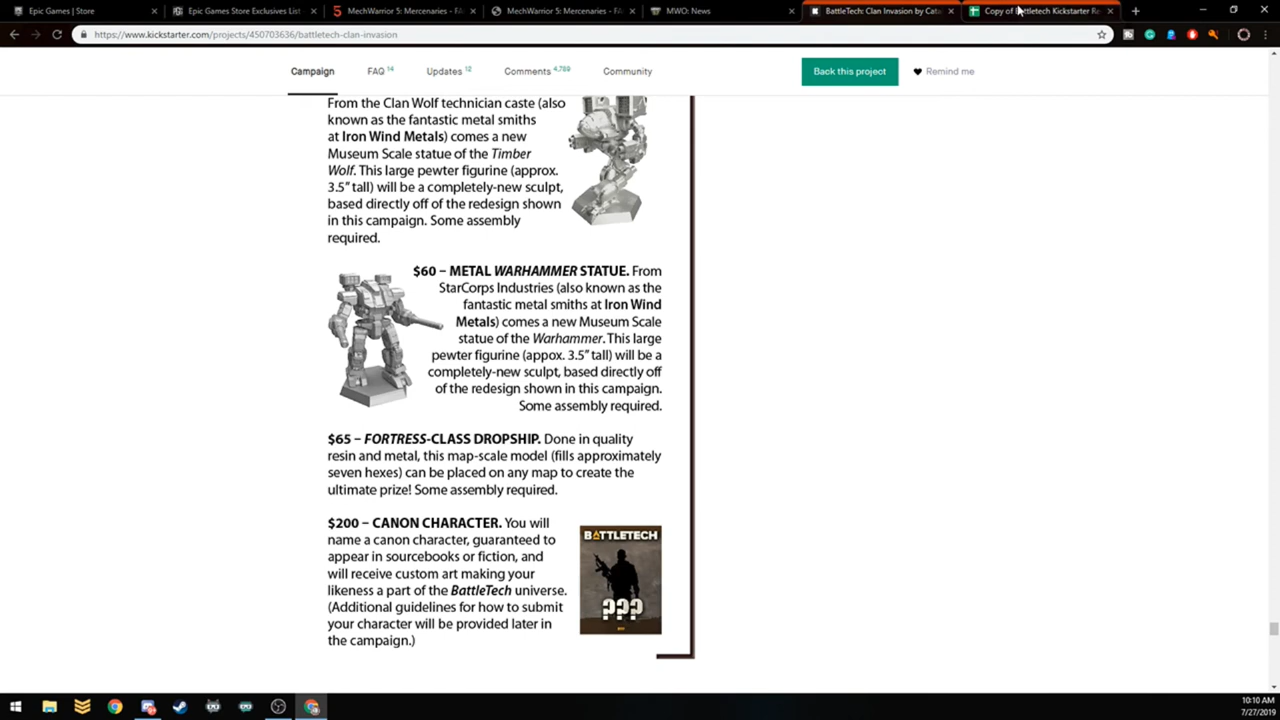 Epic Games | Store
Epic Games Store Exclusives List
MechWarrior 5: Mercenaries - FA
MechWarrior 5: Mercenaries - FA
MWO: News
BattleTech: Clan Invasion by Cata
Copy of Battletech Kickstarter Re
https://www.kickstarter.com/projects/450703636/battletech-clan-invasion
Campaign
FAQ 14
Updates 12
Comments 4,789
Community
Back this project
Remind me
From the Clan Wolf technician caste (also
known as the fantastic metal smiths
at Iron Wind Metals) comes a new
Museum Scale statue of the Timber
Wolf. This large pewter figurine (approx.
3.5" tall) will be a completely-new sculpt,
based directly off of the redesign shown
in this campaign. Some assembly
required.
$60 – METAL WARHAMMER STATUE. From
StarCorps Industries (also known as the
fantastic metal smiths at Iron Wind
Metals) comes a new Museum Scale
statue of the Warhammer. This large
pewter figurine (appox. 3.5" tall) will be a
completely-new sculpt, based directly off
of the redesign shown in this campaign.
Some assembly required.
$65 – FORTRESS-CLASS DROPSHIP. Done in quality
resin and metal, this map-scale model (fills approximately
seven hexes) can be placed on any map to create the
ultimate prize! Some assembly required.
$200 – CANON CHARACTER. You will
name a canon character, guaranteed to
appear in sourcebooks or fiction, and
will receive custom art making your
likeness a part of the BattleTech universe.
(Additional guidelines for how to submit
your character will be provided later in
the campaign.)
BATTLETECH
???
10:10 AM
7/27/2019